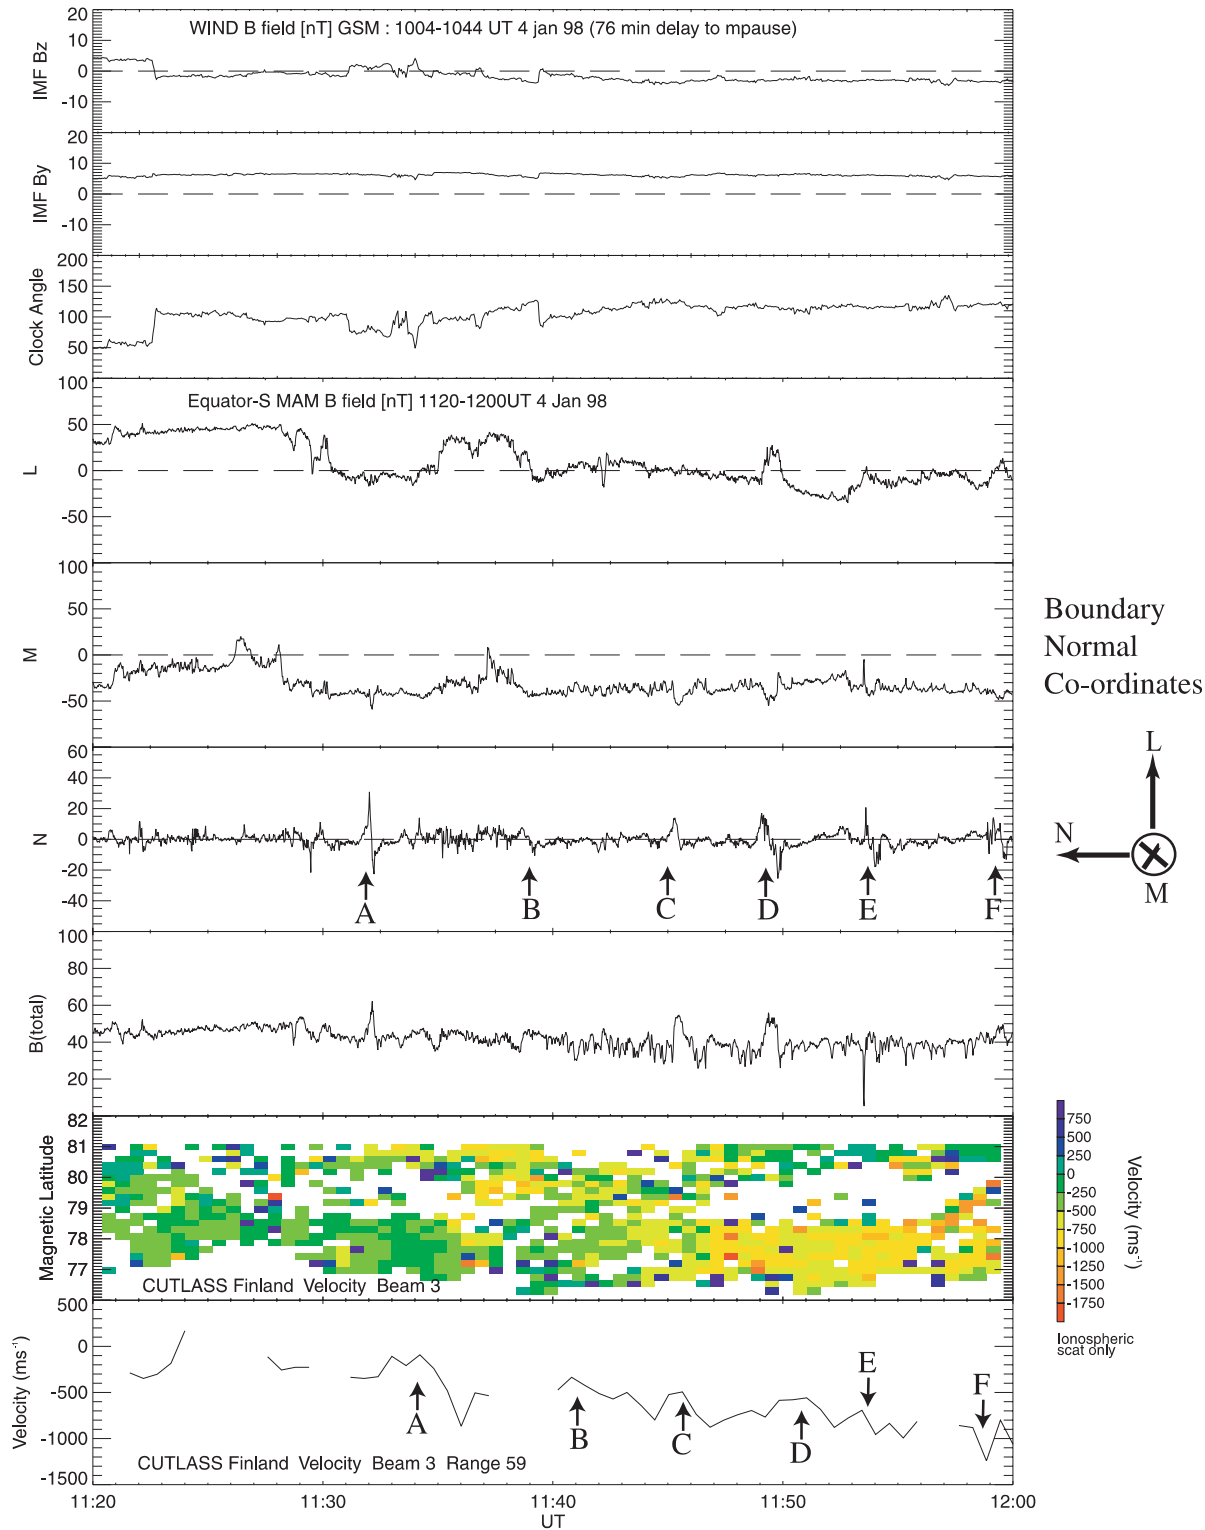 WIND B field [nT] GSM : 1004-1044 UT 4 jan 98 (76 min delay to mpause)
IMF Bz
20
10
0
-10
IMF By
20
10
0
-10
Clock Angle
200
150
100
50
Equator-S MAM B field [nT] 1120-1200UT 4 Jan 98
L
100
50
0
-50
M
100
50
0
-50
Boundary
Normal
Co-ordinates
L
N
M
N
60
40
20
0
-20
-40
A
B
C
D
E
F
B(total)
100
80
60
40
20
Magnetic Latitude
82
81
80
79
78
77
CUTLASS Finland Velocity Beam 3
750
500
250
0
-250
-500
-750
-1000
-1250
-1500
-1750
Velocity (ms⁻¹)
Ionospheric
scat only
Velocity (ms⁻¹)
500
0
-500
-1000
-1500
A
B
C
D
E
F
CUTLASS Finland Velocity Beam 3 Range 59
11:20
11:30
11:40
11:50
12:00
UT